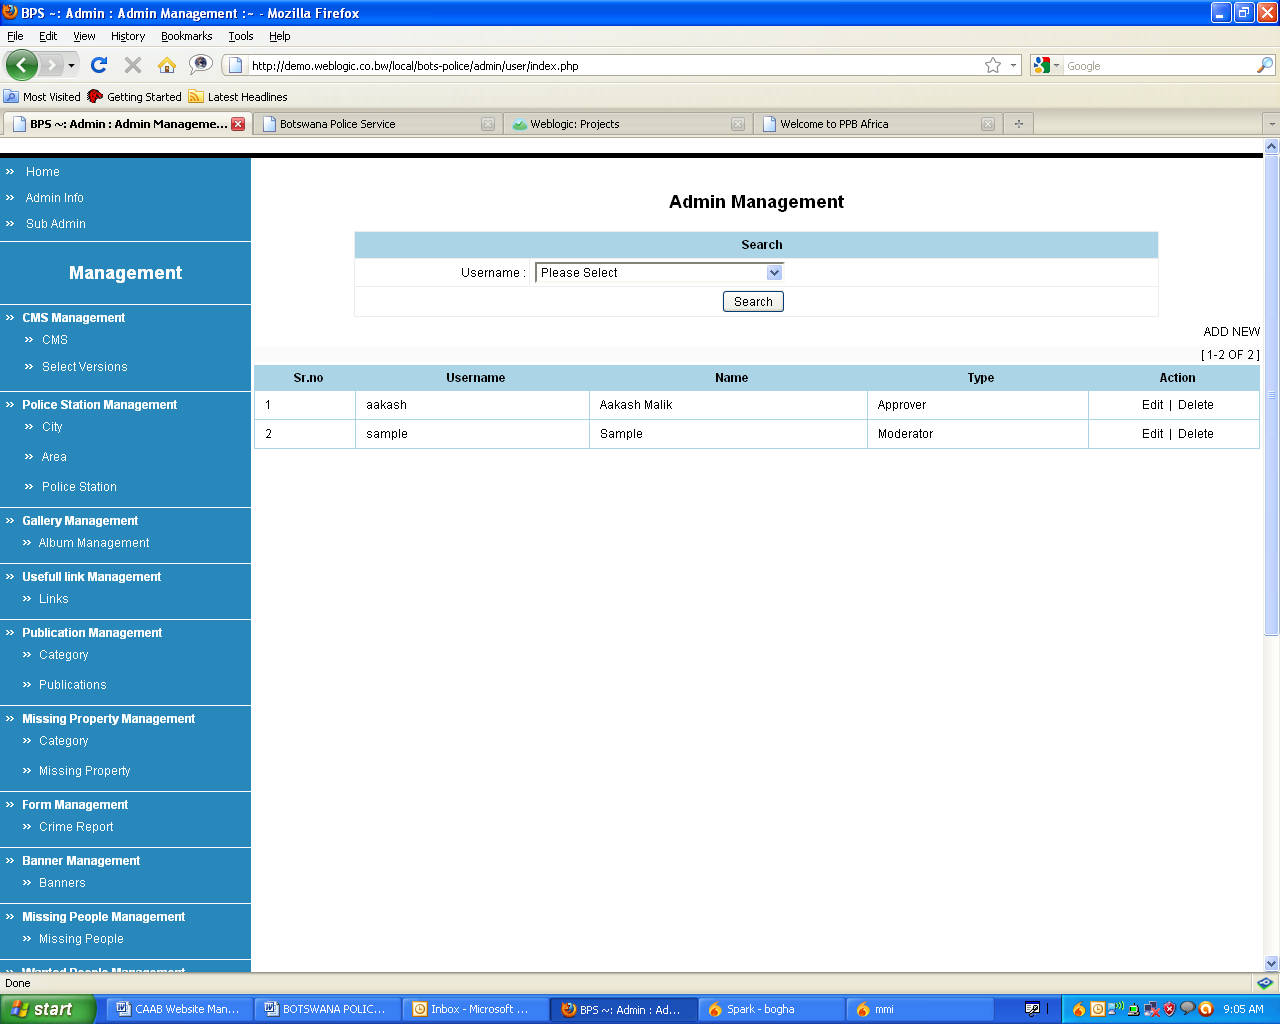 BPS ~: Admin : Admin Management :~ - Mozilla Firefox
File Edit View History Bookmarks Tools Help
http://demo.weblogic.co.bw/local/bots-police/admin/user/index.php
Google
Most Visited Getting Started Latest Headlines
BPS ~: Admin : Admin Manageme... Botswana Police Service Weblogic: Projects Welcome to PPB Africa
Home
Admin Info
Sub Admin
Management
CMS Management
CMS
Select Versions
Police Station Management
City
Area
Police Station
Gallery Management
Album Management
Usefull link Management
Links
Publication Management
Category
Publications
Missing Property Management
Category
Missing Property
Form Management
Crime Report
Banner Management
Banners
Missing People Management
Missing People
Wanted People Management
Admin Management
Search
Username : Please Select
Search
ADD NEW
[ 1-2 OF 2 ]
Sr.no Username Name Type Action
1 aakash Aakash Malik Approver Edit | Delete
2 sample Sample Moderator Edit | Delete
Done
start CAAB Website Man... BOTSWANA POLIC... Inbox - Microsoft ... BPS ~: Admin : Ad... Spark - bogha mmi 9:05 AM